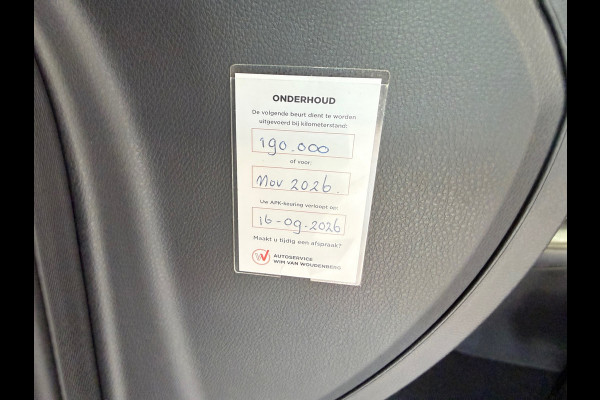 ONDERHOUD
De volgende beurt dient te worden
uitgevoerd bij kilometerstand:
190.000
of voor:
Nov 2026.
Uw APK-keuring verloopt op:
16-09-2026
Maakt u tijdig een afspraak?
AUTOSERVICE
WIM VAN WOUDENBERG